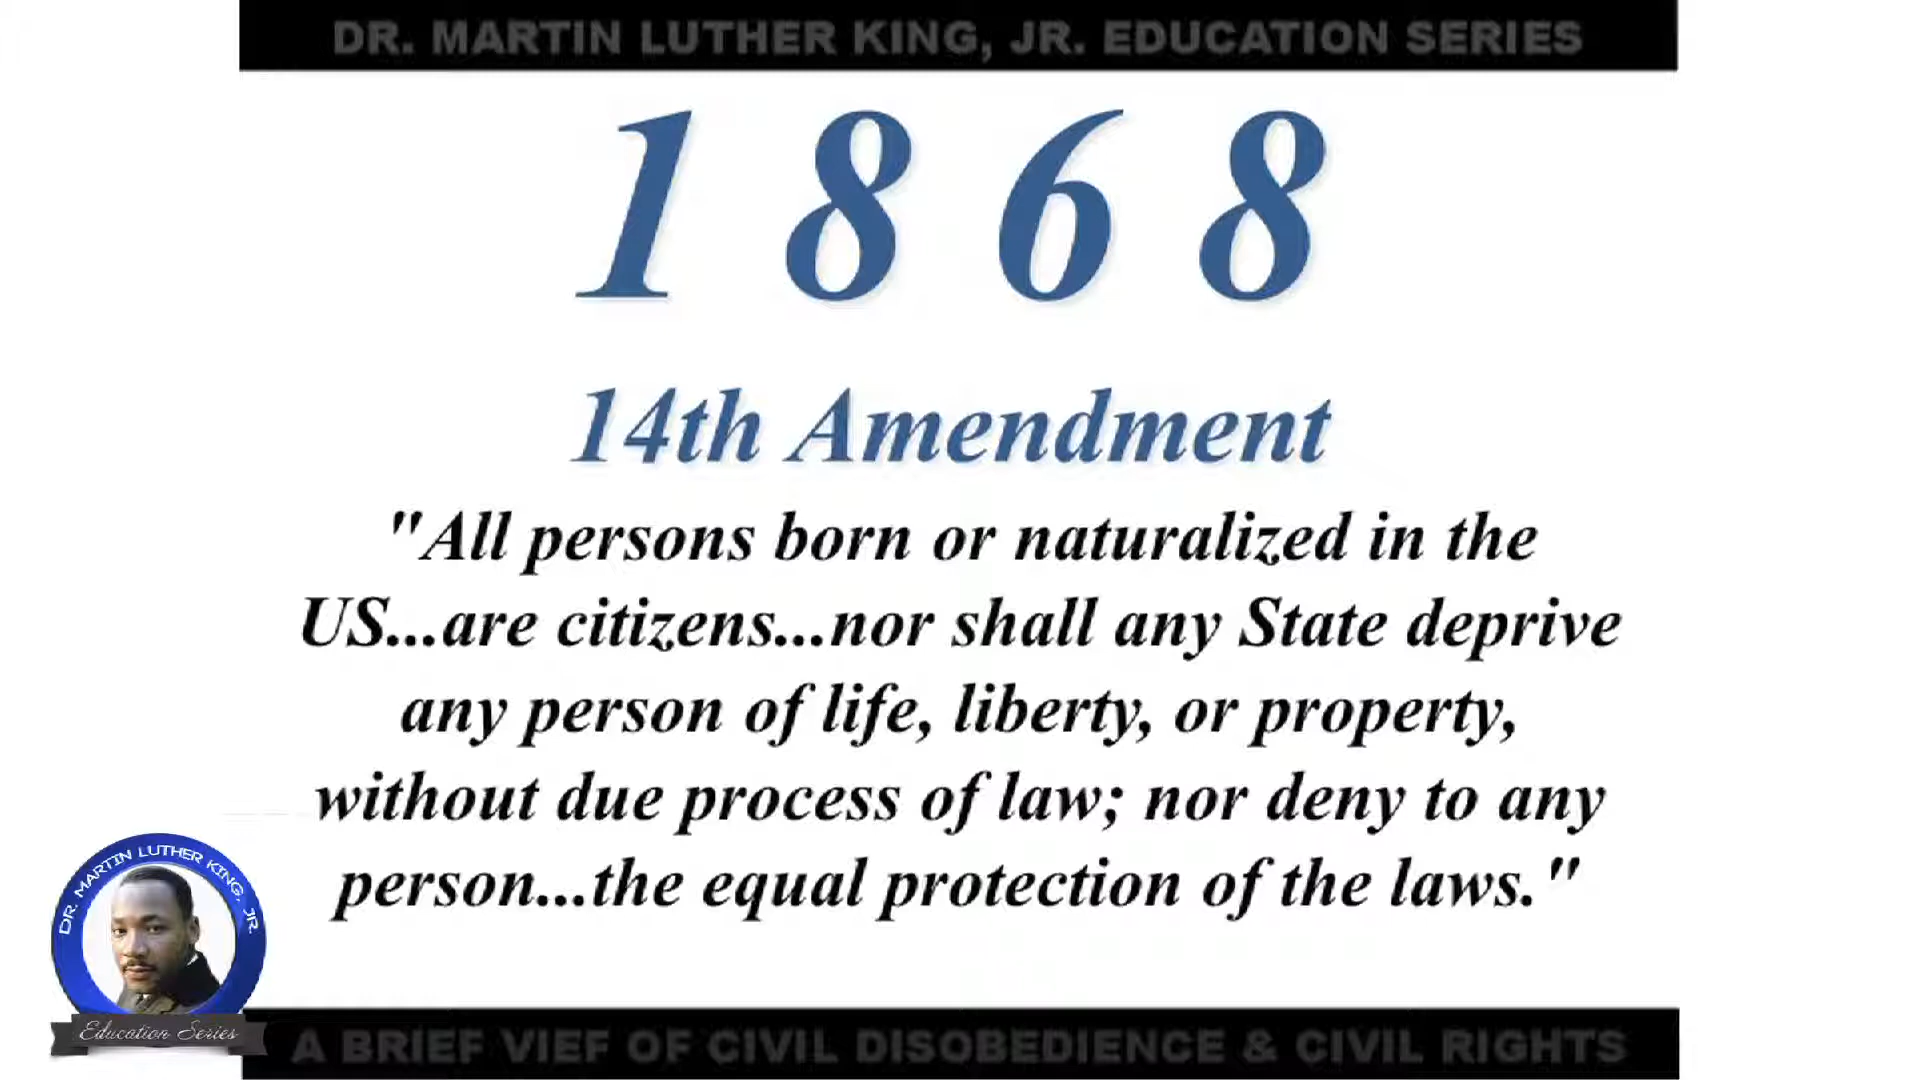 DR. MARTIN LUTHER KING, JR. EDUCATION SERIES
1868
14th Amendment
"All persons born or naturalized in the
US...are citizens...nor shall any State deprive
any person of life, liberty, or property,
without due process of law; nor deny to any
person...the equal protection of the laws."
DR. MARTIN LUTHER KING, JR.
Education Series
A BRIEF VIEF OF CIVIL DISOBEDIENCE & CIVIL RIGHTS